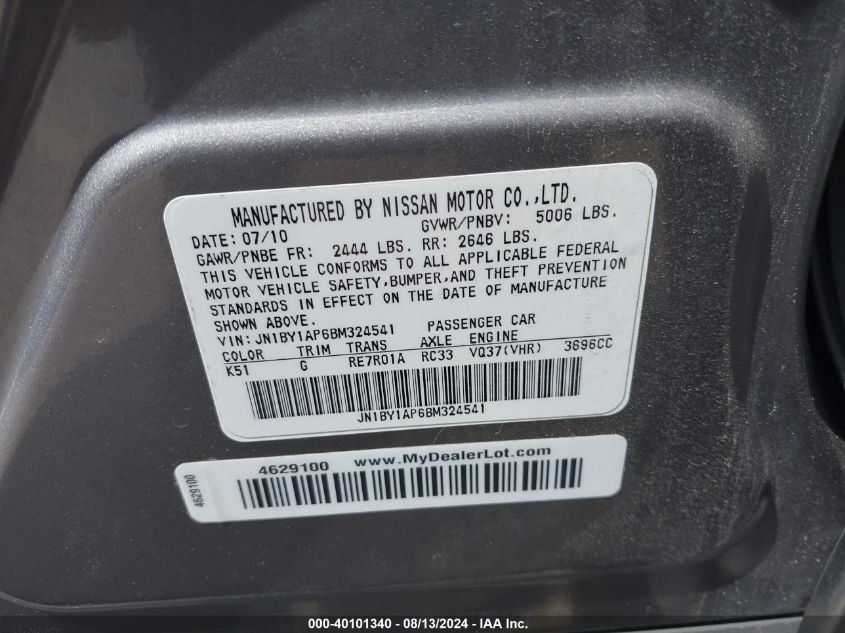 MANUFACTURED BY NISSAN MOTOR CO.,LTD.
DATE: 07/10 GVWR/PNBV: 5006 LBS.
GAWR/PNBE FR: 2444 LBS. RR: 2646 LBS.
THIS VEHICLE CONFORMS TO ALL APPLICABLE FEDERAL
MOTOR VEHICLE SAFETY,BUMPER,AND THEFT PREVENTION
STANDARDS IN EFFECT ON THE DATE OF MANUFACTURE
SHOWN ABOVE.
VIN: JN1BY1AP6BM324541 PASSENGER CAR
COLOR TRIM TRANS AXLE ENGINE
K51 G RE7R01A RC33 VQ37(VHR) 3696CC
JN1BY1AP6BM324541
4629100 www.MyDealerLot.com
4629100
000-40101340 - 08/13/2024 - IAA Inc.